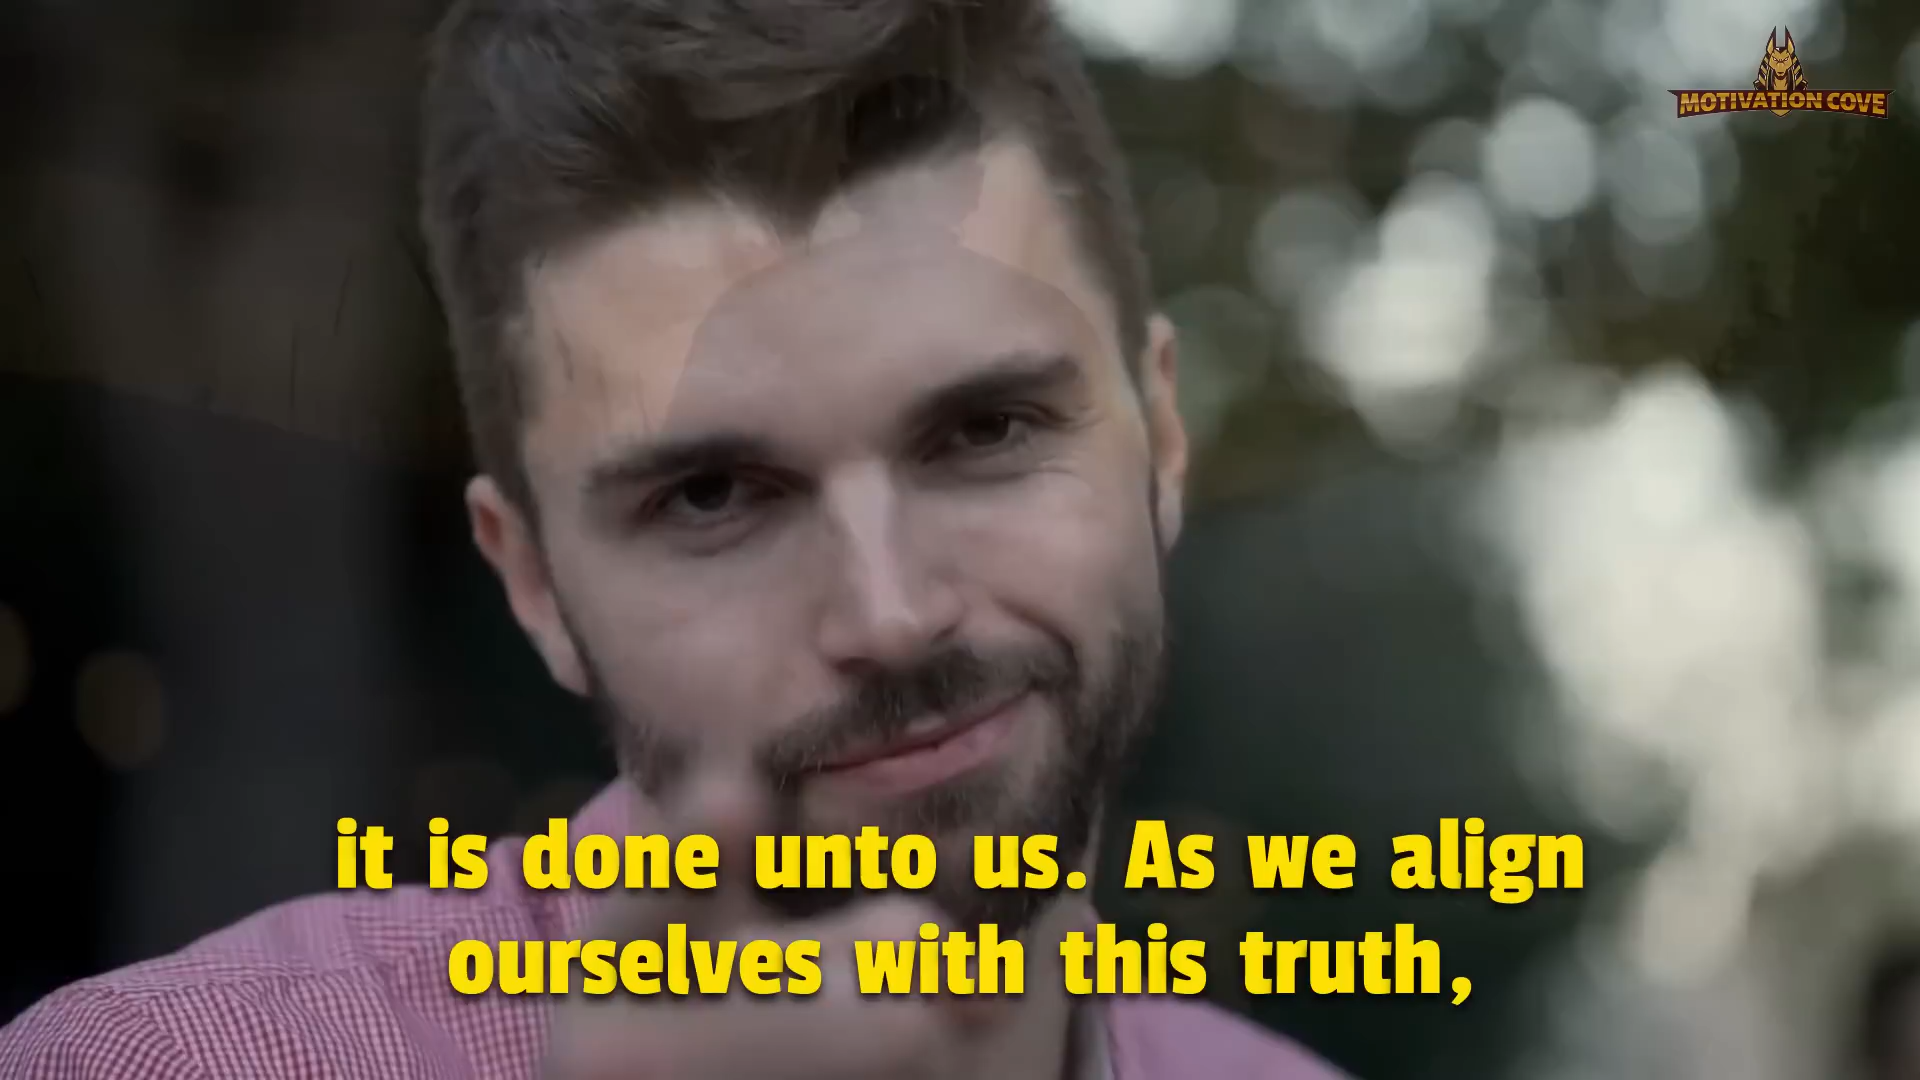 MOTIVATION COVE
it is done unto us. As we align
ourselves with this truth,